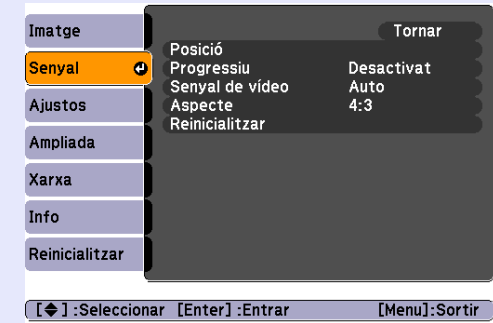 Imatge
Senyal
Ajustos
Ampliada
Xarxa
Info
Reinicialitzar
Tornar
Posició
Progressiu Desactivat
Senyal de vídeo Auto
Aspecte 4:3
Reinicialitzar
[◆] :Seleccionar [Enter] :Entrar [Menu]:Sortir